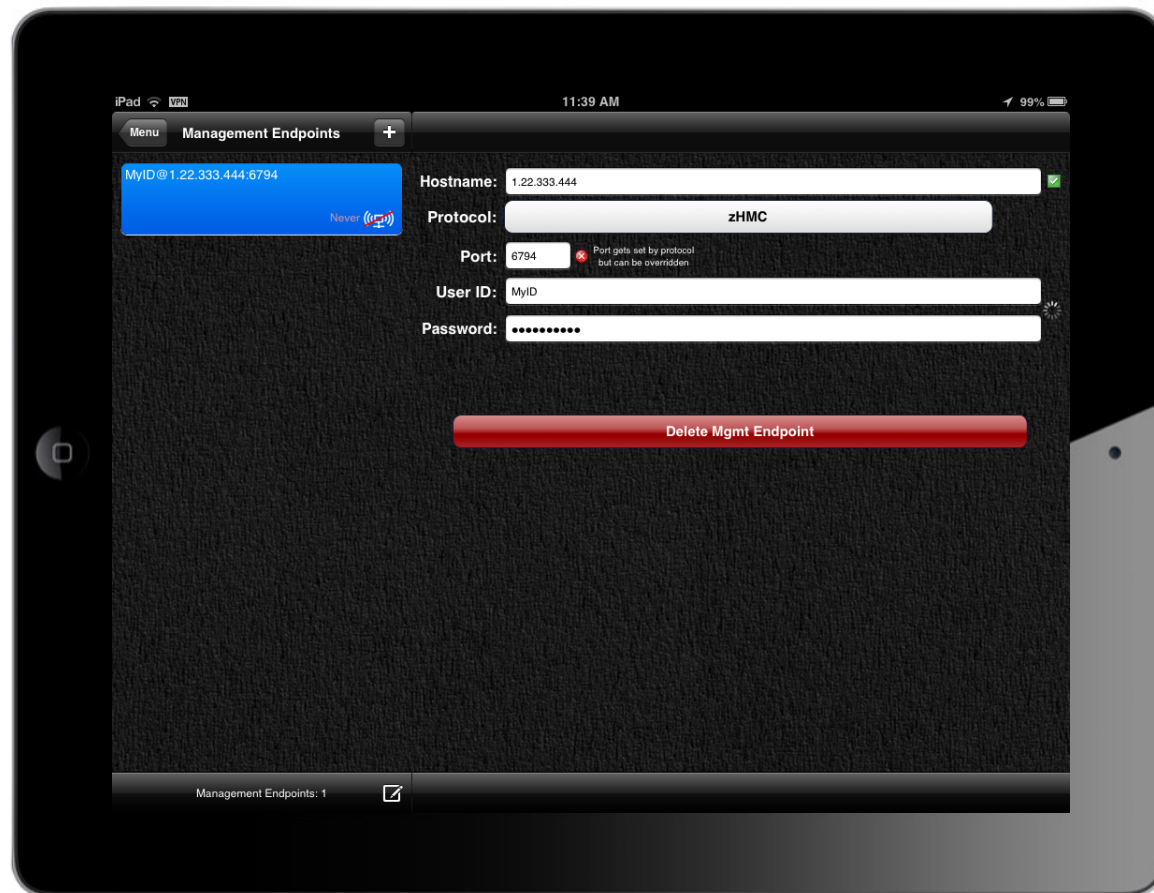 iPad VPN 11:39 AM 99%
Menu Management Endpoints +
MyID@1.22.333.444:6794
Never
Hostname: 1.22.333.444
Protocol: zHMC
Port: 6794 Port gets set by protocol
but can be overridden
User ID: MyID
Password: ••••••••••
Delete Mgmt Endpoint
Management Endpoints: 1